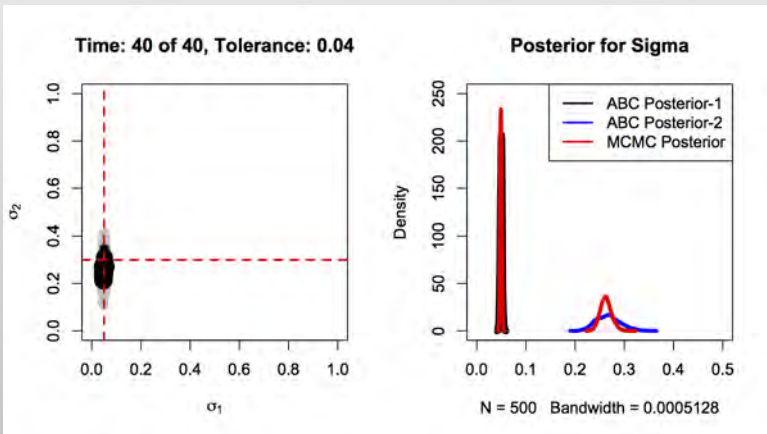 Time: 40 of 40, Tolerance: 0.04
σ2
1.0
0.8
0.6
0.4
0.2
0.0
0.0 0.2 0.4 0.6 0.8 1.0
σ1
Posterior for Sigma
Density
250
200
150
100
50
0
ABC Posterior-1
ABC Posterior-2
MCMC Posterior
0.0 0.1 0.2 0.3 0.4 0.5
N = 500 Bandwidth = 0.0005128